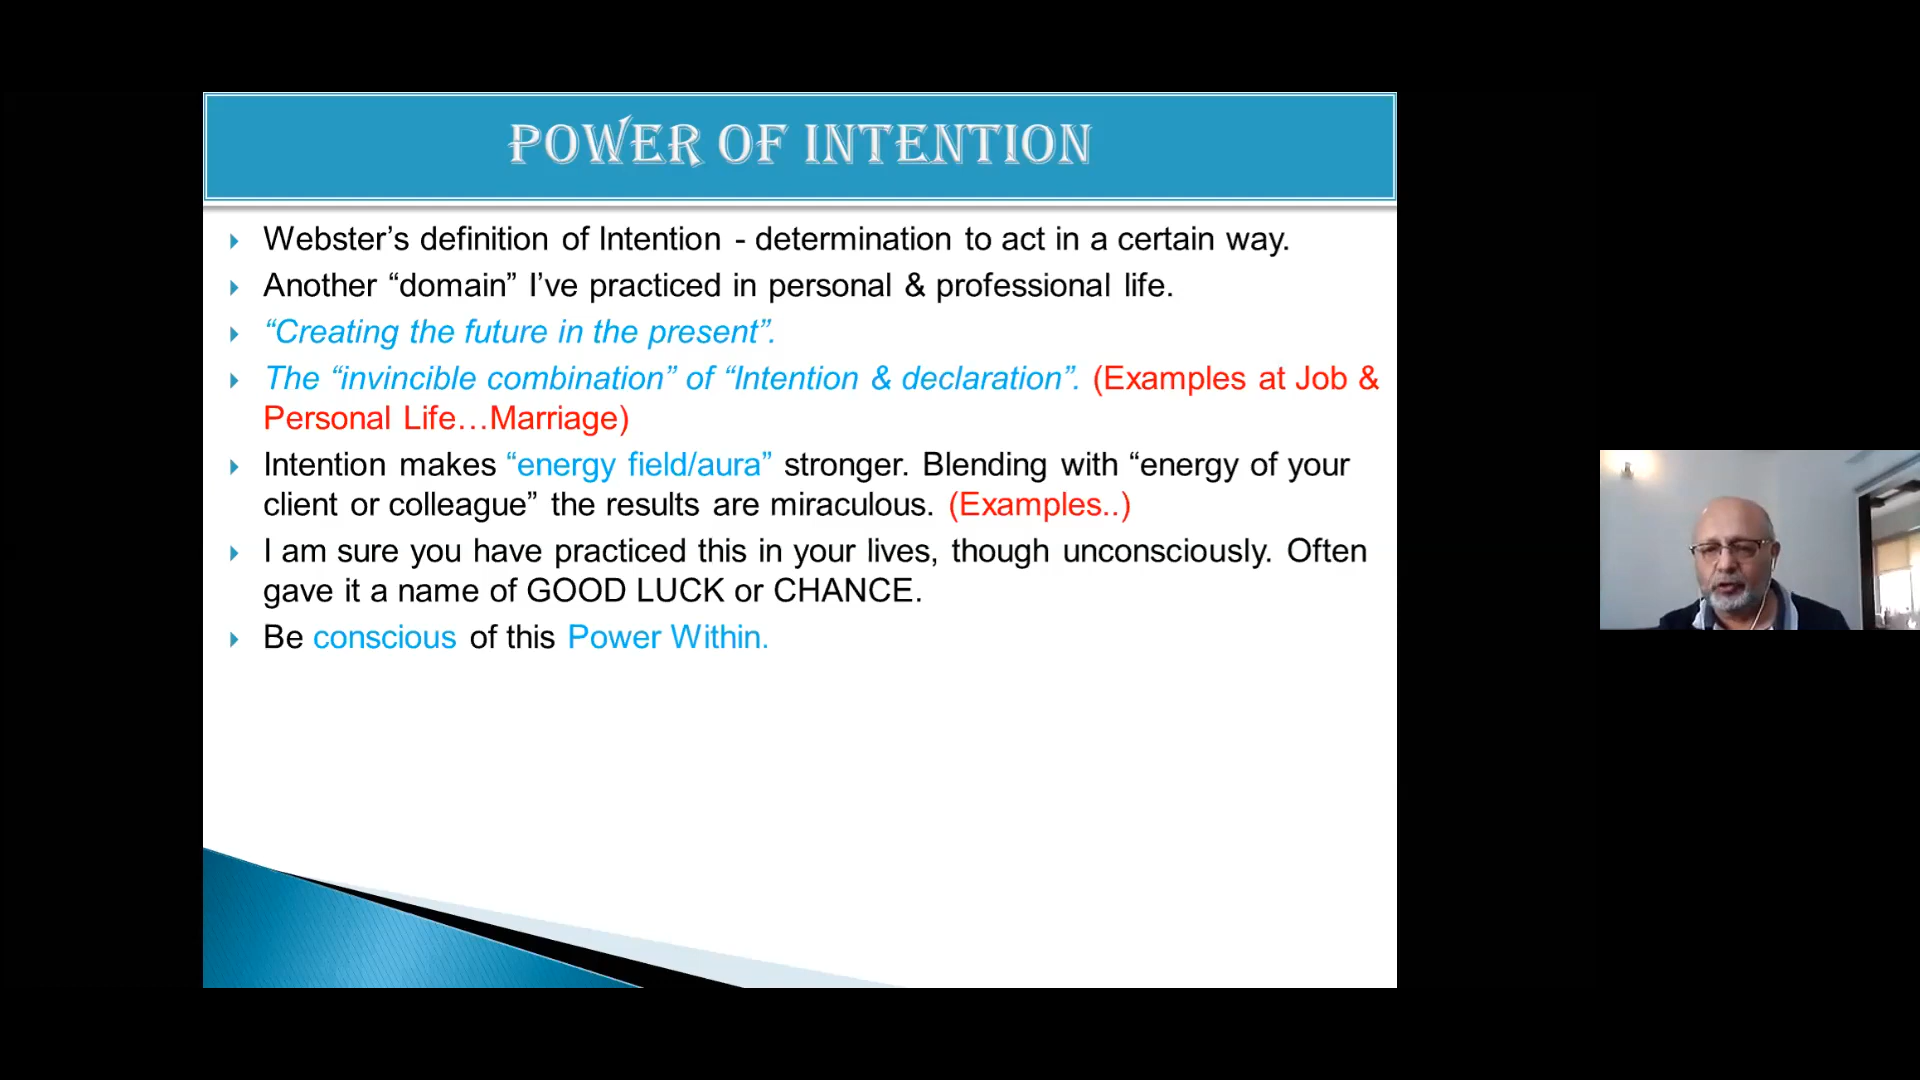 POWER OF INTENTION
Webster’s definition of Intention - determination to act in a certain way.
Another “domain” I’ve practiced in personal & professional life.
“Creating the future in the present”.
The “invincible combination” of “Intention & declaration”. (Examples at Job &
Personal Life…Marriage)
Intention makes “energy field/aura” stronger. Blending with “energy of your
client or colleague” the results are miraculous. (Examples..)
I am sure you have practiced this in your lives, though unconsciously. Often
gave it a name of GOOD LUCK or CHANCE.
Be conscious of this Power Within.